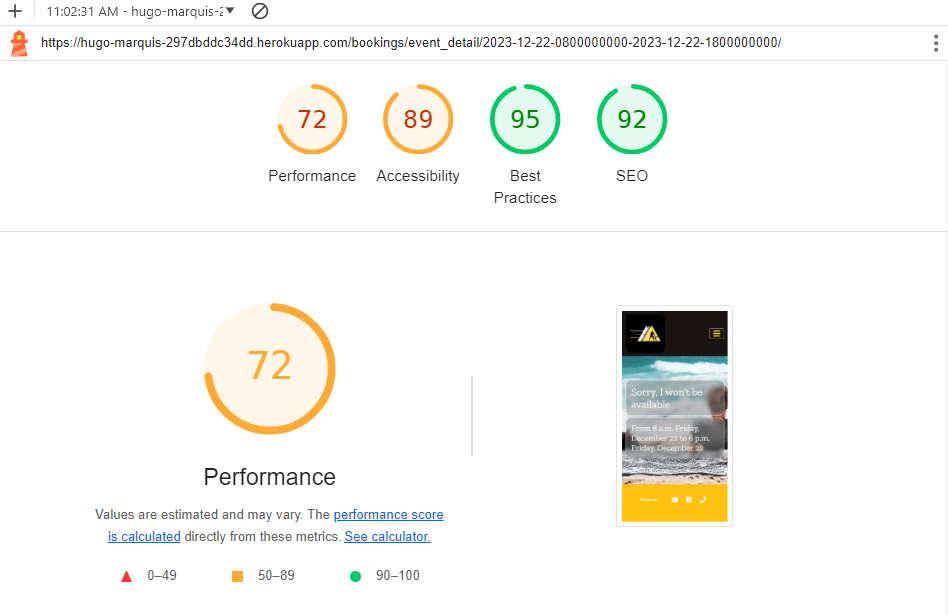 11:02:31 AM - hugo-marquis-2
https://hugo-marquis-297dbddc34dd.herokuapp.com/bookings/event_detail/2023-12-22-0800000000-2023-12-22-1800000000/
72
89
95
92
Performance
Accessibility
Best
Practices
SEO
72
Performance
Values are estimated and may vary. The performance score
is calculated directly from these metrics. See calculator.
0–49
50–89
90–100
Sorry, I won't be
available
From 8 a.m. Friday,
December 22 to 6 p.m.
Friday, December 22